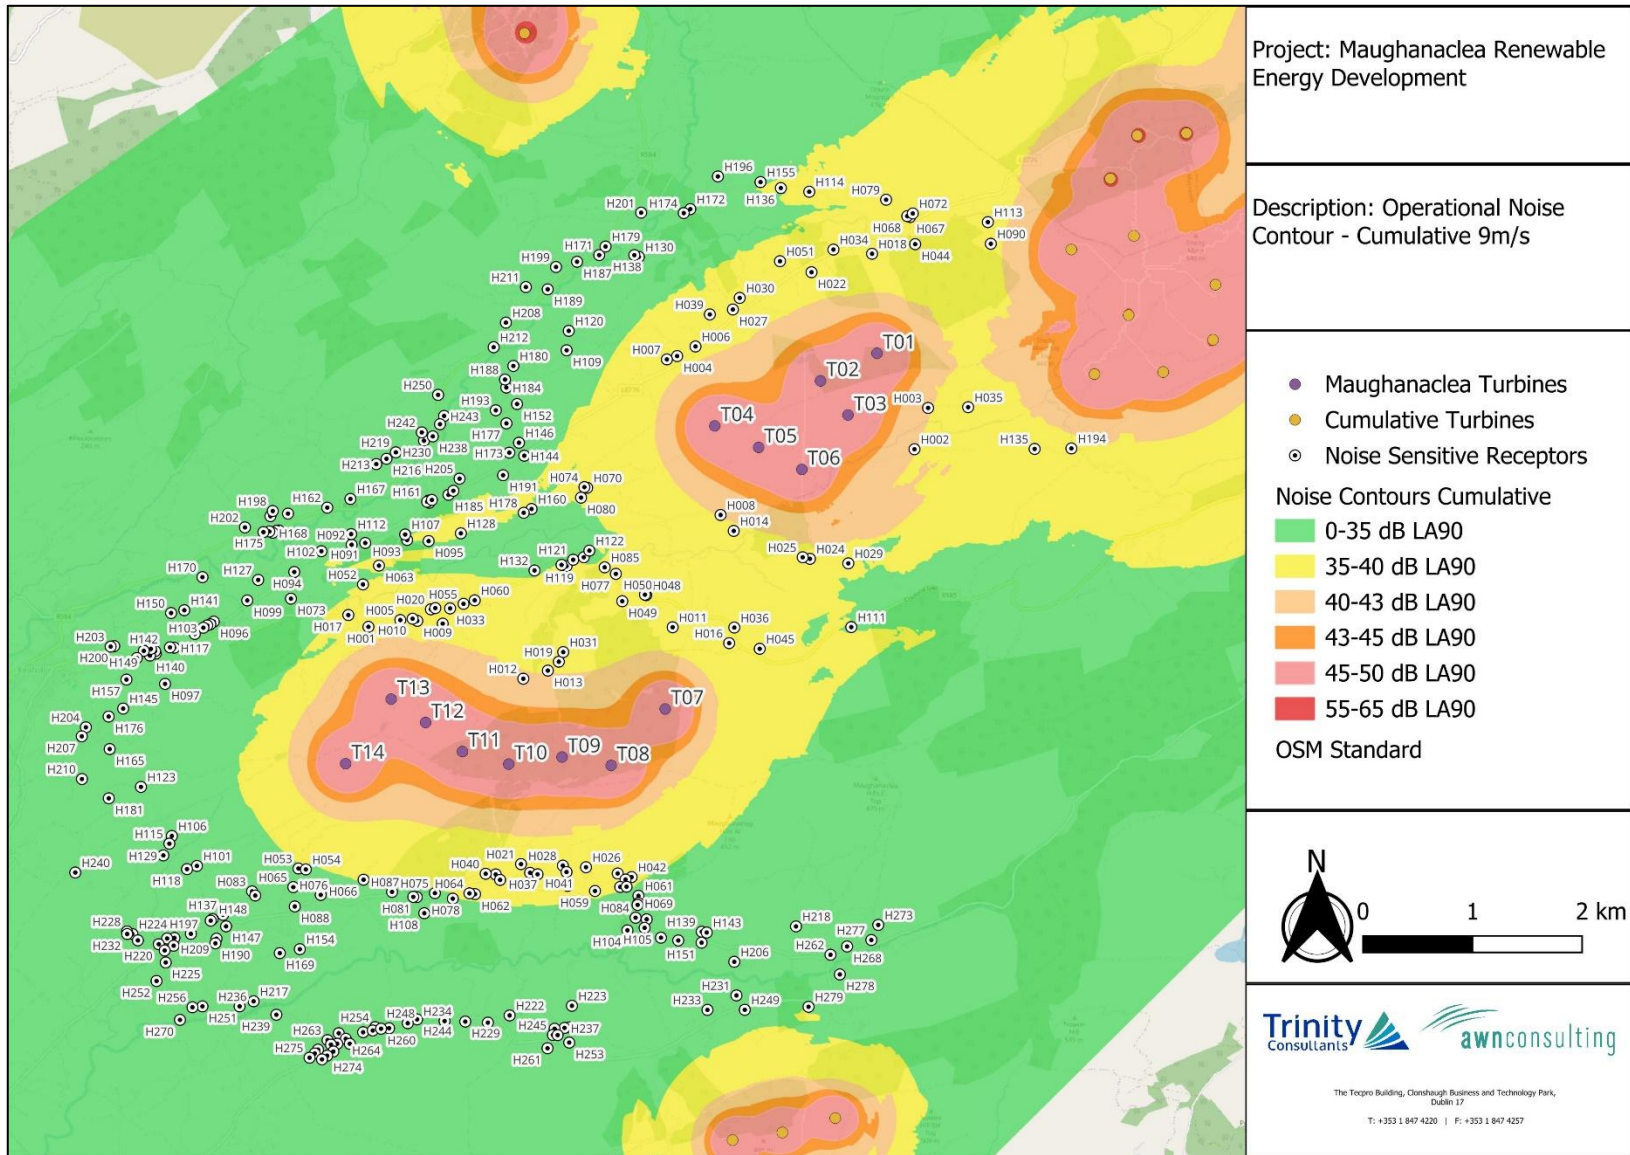 Project: Maughanaclea Renewable
Energy Development
Description: Operational Noise
Contour - Cumulative 9m/s
Maughanaclea Turbines
Cumulative Turbines
Noise Sensitive Receptors
Noise Contours Cumulative
0-35 dB LA90
35-40 dB LA90
40-43 dB LA90
43-45 dB LA90
45-50 dB LA90
55-65 dB LA90
OSM Standard
N
0 1 2 km
Trinity
Consultants
awnconsulting
The Tecpro Building, Clonshaugh Business and Technology Park,
Dublin 17
T: +353 1 847 4220 | F: +353 1 847 4257
H196
H155
H114
H079
H136
H201 H174 H172
H072
H113
H068 H067
H090
H171 H179
H130
H034
H018
H044
H199
H187 H138
H051
H022
H211
H189
H030
H039
H027
H208
H120
H212
H109
H006
H007
H004
T01
H180
T02
H188
H184
H250
H003
H035
H193
H152
T04
T03
H243
H242
H177
H146
T05
H002
H135
H194
H219
H230
H238
H173
H144
T06
H213
H216
H205
H191
H074 H070
H198
H162
H167
H161
H185
H178
H160
H080
H008
H202
H014
H175
H168
H092
H112
H107
H128
H102
H091
H093
H095
H121
H122
H025
H024
H029
H170
H127
H094
H052
H063
H132
H119
H085
H077
H050 H048
H150
H141
H099
H073
H020
H055
H060
H049
H017
H005
H033
H011
H036
H111
H103
H096
H001
H010
H009
H016
H045
H203
H142
H117
H031
H200
H149
H140
H019
H012
H013
H157
H097
T13
T07
H145
T12
H204
H176
T11
T10
T09
T08
H207
T14
H165
H210
H123
H181
H106
H115
H129
H101
H053
H054
H021
H028
H026
H240
H118
H040
H042
H065
H087
H037
H041
H083
H076
H066
H075
H064
H061
H081
H078
H062
H059
H137
H148
H088
H108
H084
H069
H228
H224
H197
H147
H139
H143
H218
H273
H277
H232
H209
H154
H104
H105
H220
H190
H169
H151
H262
H268
H225
H206
H252
H278
H256
H236
H217
H231
H222
H223
H233
H249
H279
H270
H251
H239
H248
H234
H254
H244
H229
H245
H237
H263
H260
H275
H264
H261
H253
H274